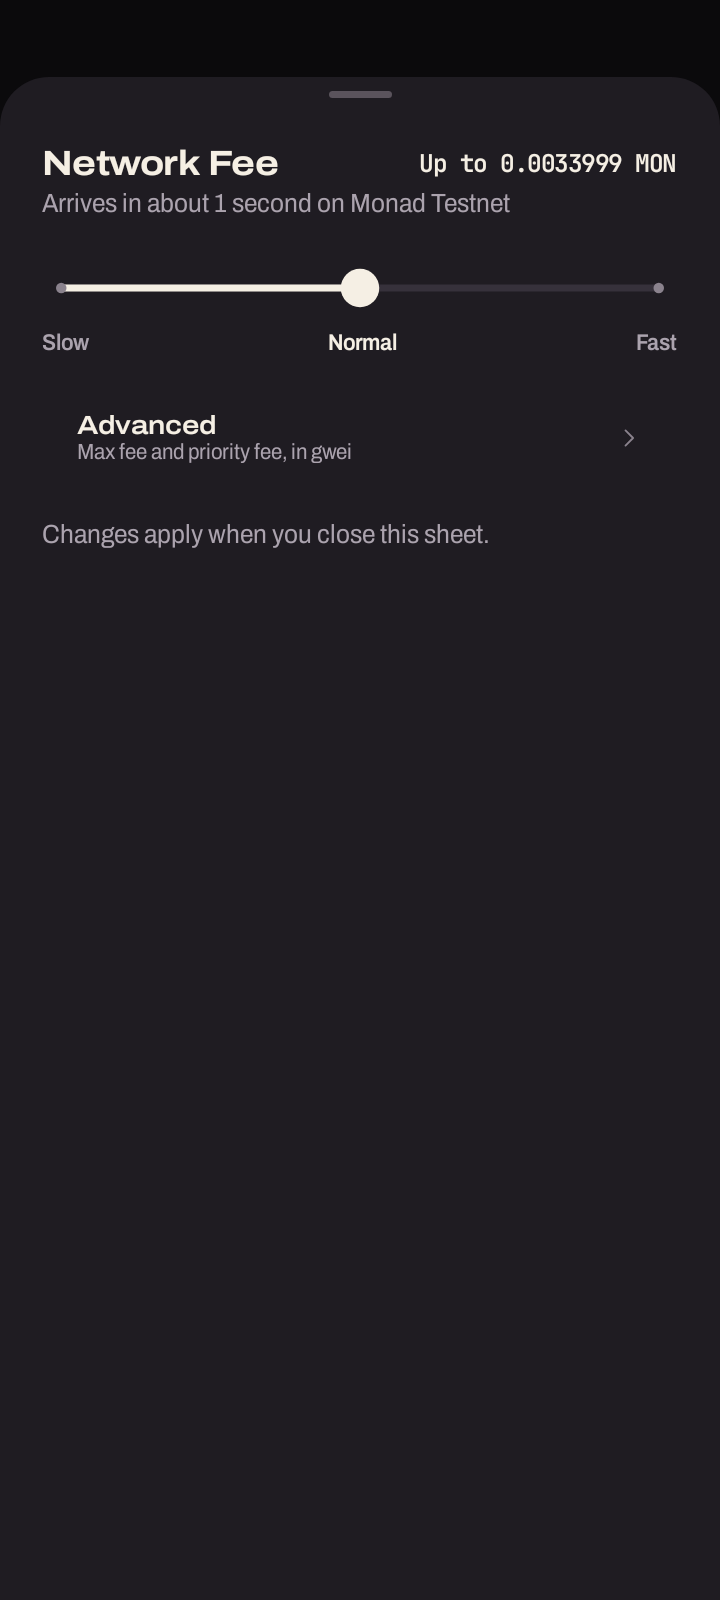 Network Fee
Up to 0.0033999 MON
Arrives in about 1 second on Monad Testnet
Slow
Normal
Fast
Advanced
Max fee and priority fee, in gwei
Changes apply when you close this sheet.